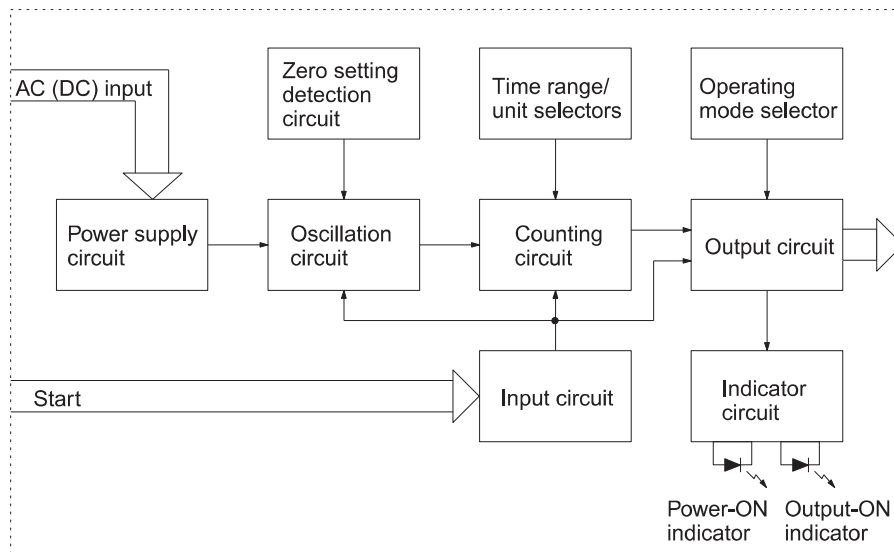 AC (DC) input
Zero setting
detection
circuit
Time range/
unit selectors
Operating
mode selector
Power supply
circuit
Oscillation
circuit
Counting
circuit
Output circuit
Start
Input circuit
Indicator
circuit
Power-ON
indicator
Output-ON
indicator